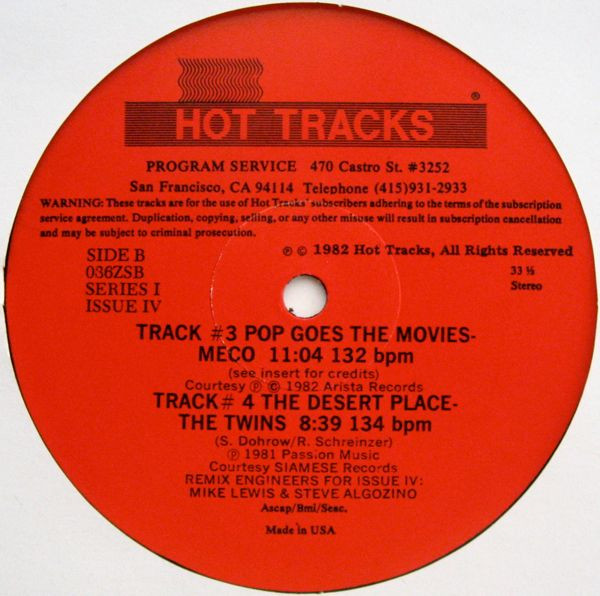 ®
HOT TRACKS
PROGRAM SERVICE 470 Castro St. #3252
San Francisco, CA 94114 Telephone (415)931-2933
WARNING: These tracks are for the use of Hot Tracks' subscribers adhering to the terms of the subscription
service agreement. Duplication, copying, selling, or any other misuse will result in subscription cancellation
and may be subject to criminal prosecution.
SIDE B
036ZSB
SERIES I
ISSUE IV
℗ © 1982 Hot Tracks, All Rights Reserved
33 ⅓
Stereo
TRACK #3 POP GOES THE MOVIES-
MECO 11:04 132 bpm
(see insert for credits)
Courtesy ℗ © 1982 Arista Records
TRACK# 4 THE DESERT PLACE-
THE TWINS 8:39 134 bpm
(S. Dohrow/R. Schreinzer)
℗ 1981 Passion Music
Courtesy SIAMESE Records
REMIX ENGINEERS FOR ISSUE IV:
MIKE LEWIS & STEVE ALGOZINO
Ascap/Bmi/Seac.
Made in USA